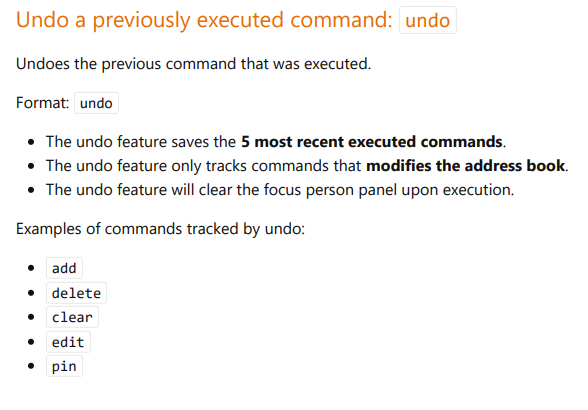 Undo a previously executed command: undo
Undoes the previous command that was executed.
Format: undo
• The undo feature saves the 5 most recent executed commands.
• The undo feature only tracks commands that modifies the address book.
• The undo feature will clear the focus person panel upon execution.
Examples of commands tracked by undo:
• add
• delete
• clear
• edit
• pin